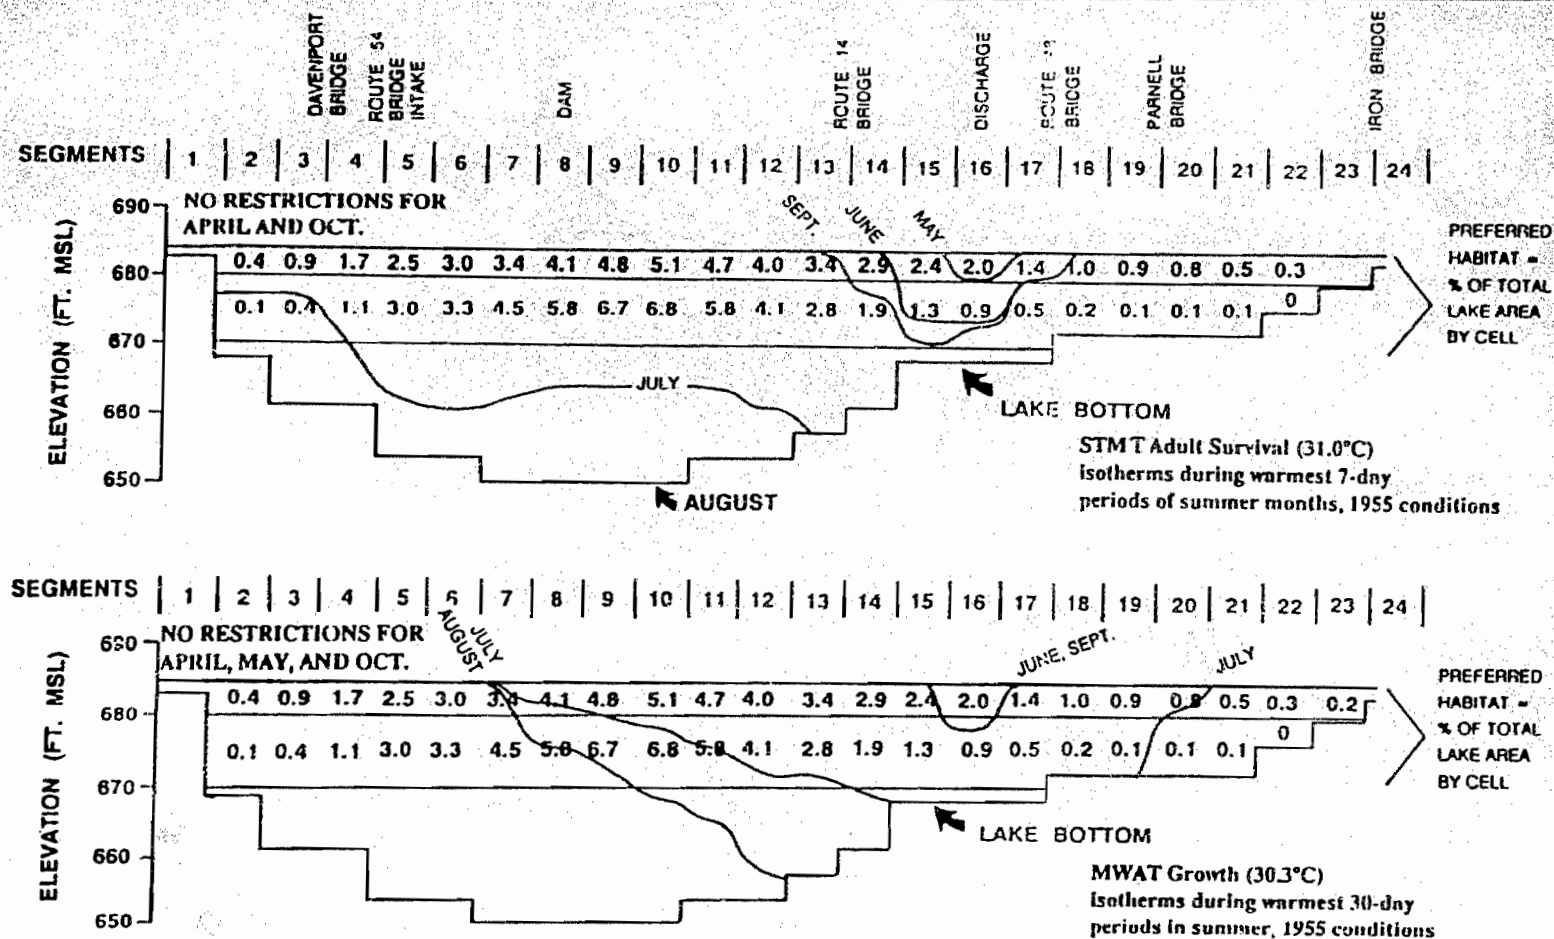 DAVENPORT BRIDGE
ROUTE 54 BRIDGE INTAKE
DAM
ROUTE 14 BRIDGE
DISCHARGE
ROUTE BRIDGE
PARNELL BRIDGE
IRON BRIDGE
SEGMENTS 1 2 3 4 5 6 7 8 9 10 11 12 13 14 15 16 17 18 19 20 21 22 23 24
NO RESTRICTIONS FOR
APRIL AND OCT.
SEPT. JUNE MAY
ELEVATION (FT. MSL)
690
680
670
660
650
0.4 0.9 1.7 2.5 3.0 3.4 4.1 4.8 5.1 4.7 4.0 3.4 2.9 2.4 2.0 1.4 1.0 0.9 0.8 0.5 0.3
0.1 0.4 1.1 3.0 3.3 4.5 5.8 6.7 6.8 5.8 4.1 2.8 1.9 1.3 0.9 0.5 0.2 0.1 0.1 0.1 0
PREFERRED
HABITAT =
% OF TOTAL
LAKE AREA
BY CELL
JULY
LAKE BOTTOM
AUGUST
STMT Adult Survival (31.0°C)
isotherms during warmest 7-day
periods of summer months, 1955 conditions
SEGMENTS 1 2 3 4 5 6 7 8 9 10 11 12 13 14 15 16 17 18 19 20 21 22 23 24
NO RESTRICTIONS FOR
APRIL, MAY, AND OCT.
AUGUST JULY
JUNE, SEPT.
JULY
ELEVATION (FT. MSL)
690
680
670
660
650
0.4 0.9 1.7 2.5 3.0 3.4 4.1 4.8 5.1 4.7 4.0 3.4 2.9 2.4 2.0 1.4 1.0 0.9 0.8 0.5 0.3 0.2
0.1 0.4 1.1 3.0 3.3 4.5 5.8 6.7 6.8 5.8 4.1 2.8 1.9 1.3 0.9 0.5 0.2 0.1 0.1 0.1 0
PREFERRED
HABITAT =
% OF TOTAL
LAKE AREA
BY CELL
LAKE BOTTOM
MWAT Growth (30.3°C)
isotherms during warmest 30-day
periods in summer, 1955 conditions